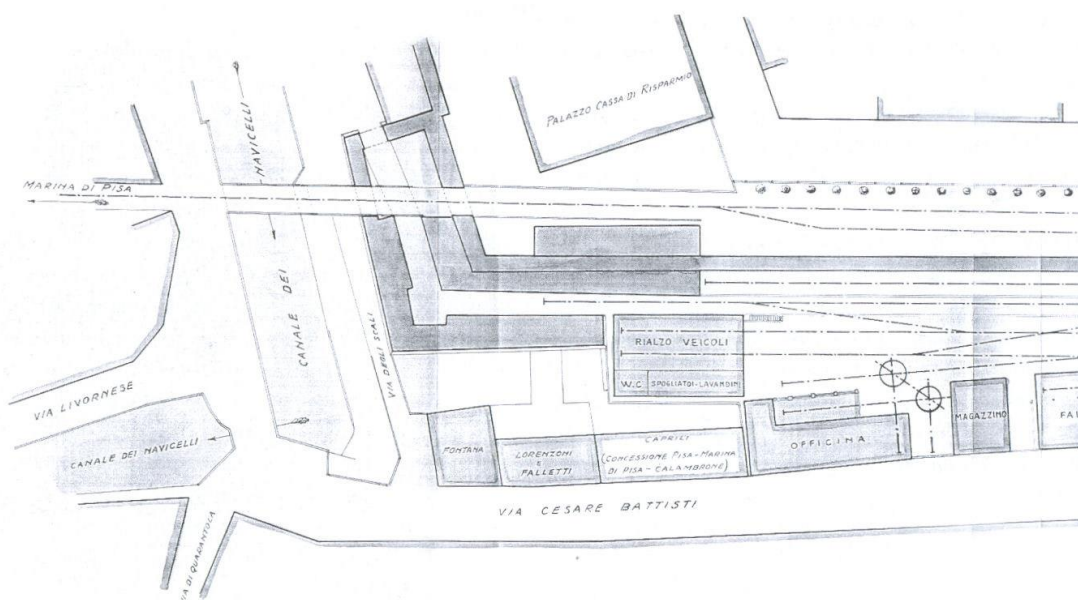 PALAZZO CASSA DI RISPARMIO
MARINA DI PISA
CANALE DEI NAVICELLI
VIA DEGLI SCALI
VIA LIVORNESE
CANALE DEI NAVICELLI
RIALZO VEICOLI
W.C
SPOGLIATOI-LAVANDINI
FONTANA
LORENZONI
E
FALLETTI
CAPRILI
(CONCESSIONE PISA-MARINA
DI PISA-CALAMBRONE)
OFFICINA
MAGAZZINO
VIA CESARE BATTISTI